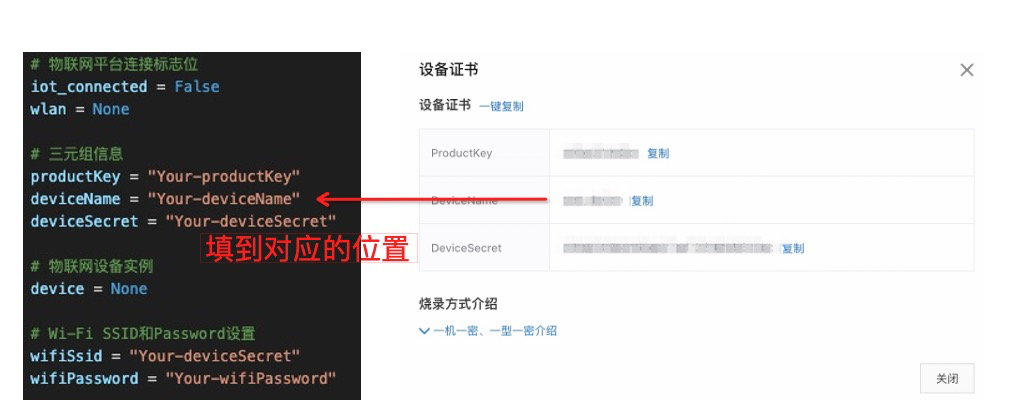 # 物联网平台连接标志位
iot_connected = False
wlan = None
# 三元组信息
productKey = "Your-productKey"
deviceName = "Your-deviceName"
deviceSecret = "Your-deviceSecret"
填到对应的位置
# 物联网设备实例
device = None
# Wi-Fi SSID和Password设置
wifiSsid = "Your-deviceSecret"
wifiPassword = "Your-wifiPassword"
设备证书
设备证书 一键复制
ProductKey 复制
DeviceName 复制
DeviceSecret 复制
烧录方式介绍
一机一密、一型一密介绍
关闭